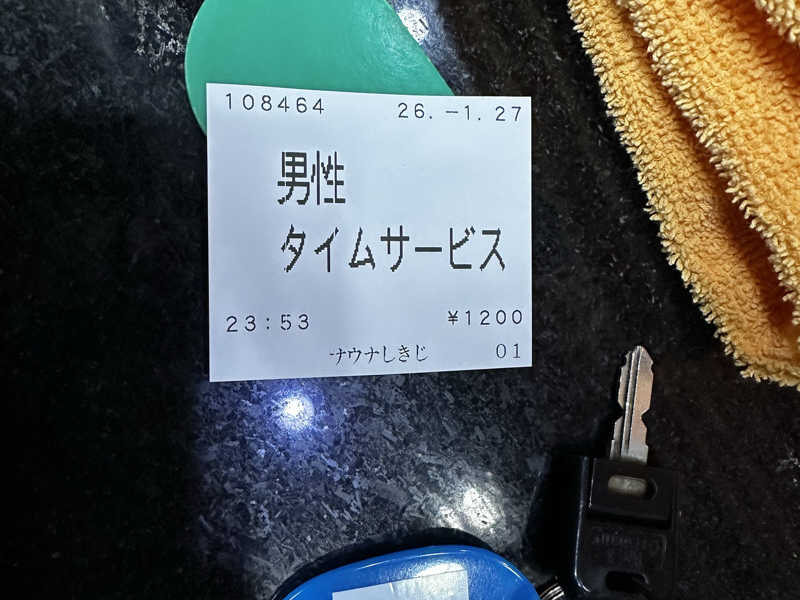 108464 26.-1.27
男性
タイムサービス
23:53 ¥1200
サウナしきじ 01